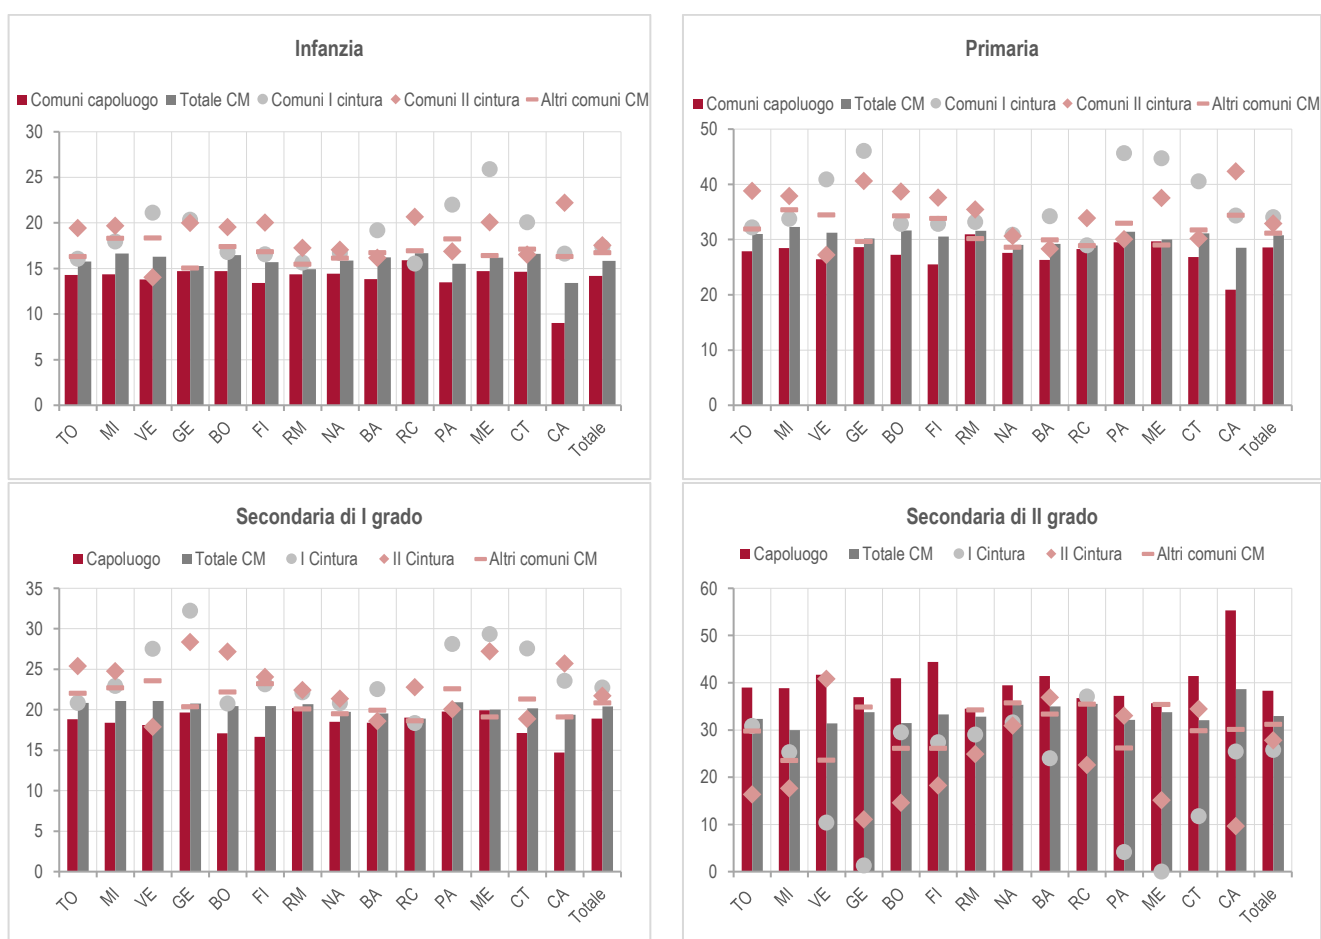 Infanzia
Comuni capoluogo Totale CM Comuni I cintura Comuni II cintura Altri comuni CM
30
25
20
15
10
5
0
TO MI VE GE BO FI RM NA BA RC PA ME CT CA Totale
Primaria
Comuni capoluogo Totale CM Comuni I cintura Comuni II cintura Altri comuni CM
50
40
30
20
10
0
TO MI VE GE BO FI RM NA BA RC PA ME CT CA Totale
Secondaria di I grado
Capoluogo Totale CM I Cintura II Cintura Altri comuni CM
35
30
25
20
15
10
5
0
TO MI VE GE BO FI RM NA BA RC PA ME CT CA Totale
Secondaria di II grado
Capoluogo Totale CM I Cintura II Cintura Altri comuni CM
60
50
40
30
20
10
0
TO MI VE GE BO FI RM NA BA RC PA ME CT CA Totale